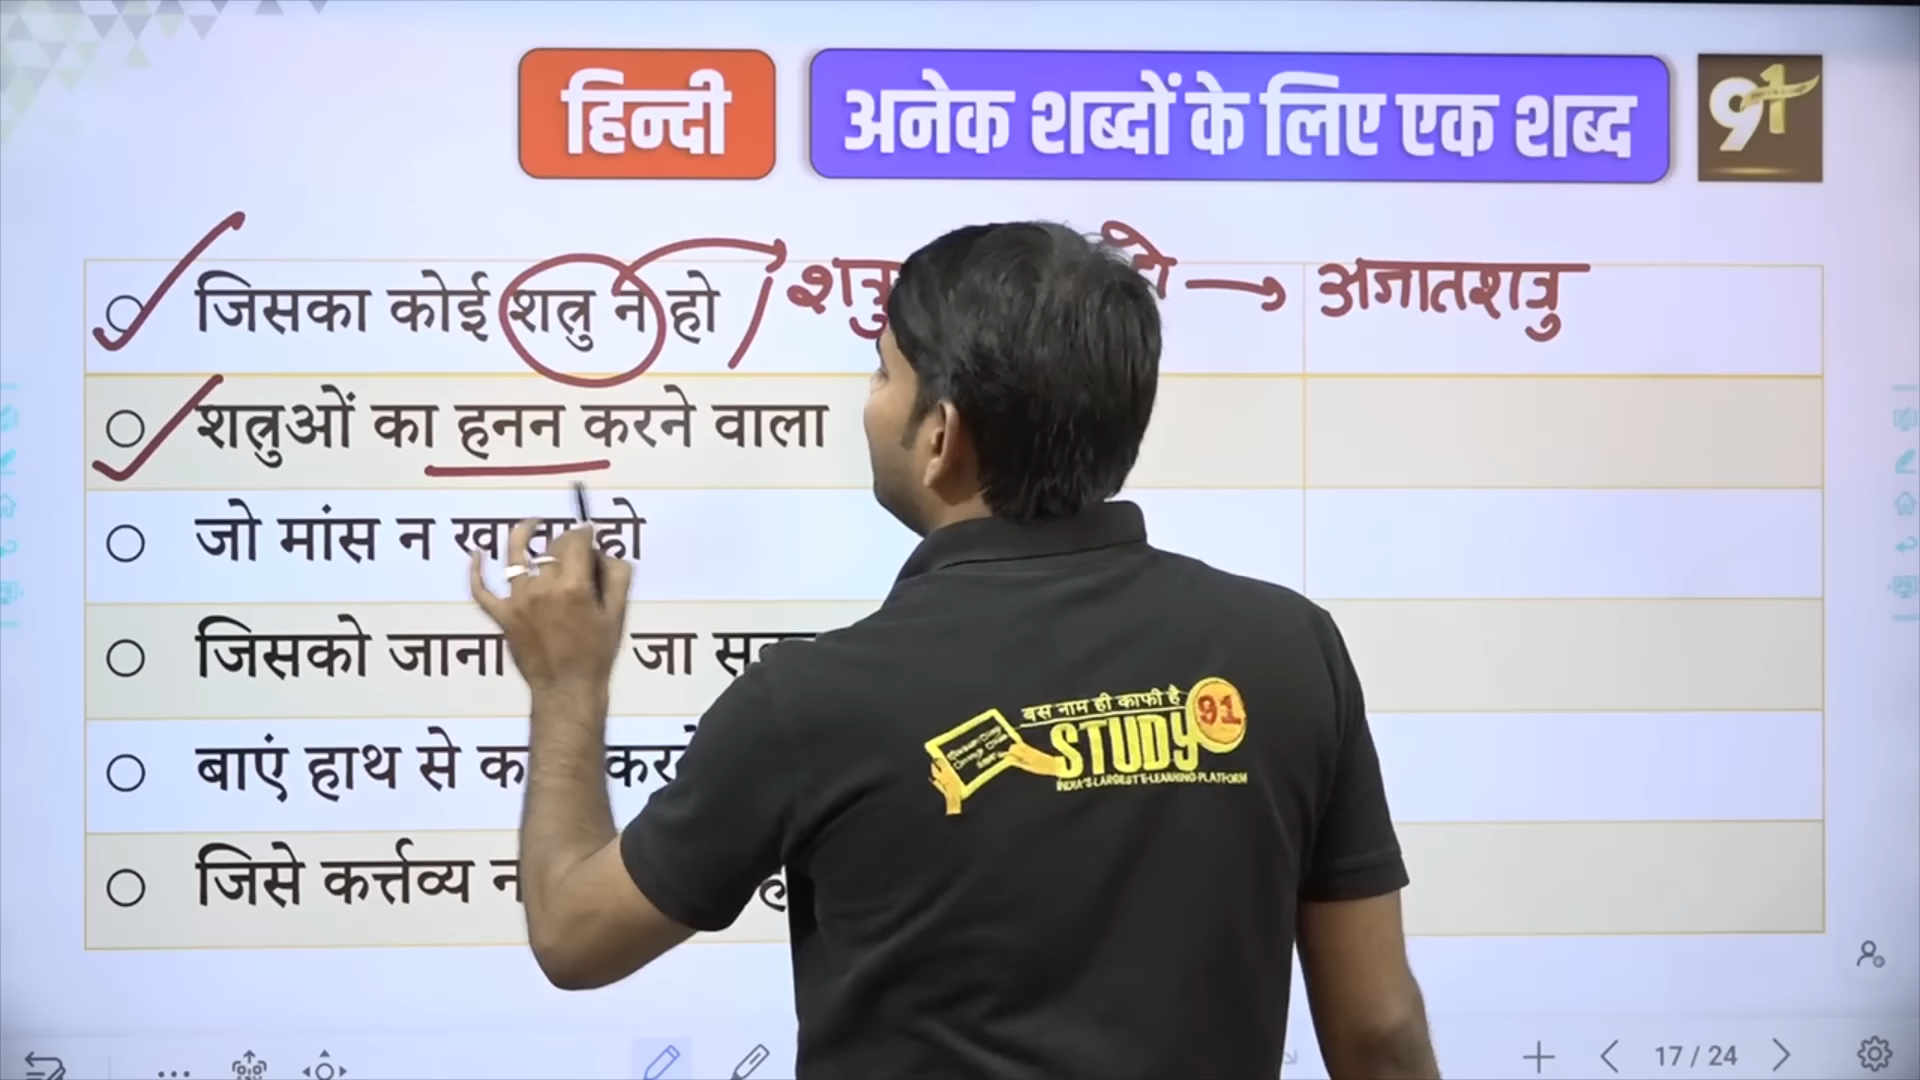 हिन्दी
अनेक शब्दों के लिए एक शब्द
91
जिसका कोई शत्रु न हो
शत्रु हो → अजातशत्रु
शत्रुओं का हनन करने वाला
जो मांस न खाता हो
जिसको जाना जा
बाएं हाथ से
जिसे कर्त्तव्य
बस नाम ही काफी है
STUDY 91
INDIA'S LARGEST E-LEARNING PLATFORM
17 / 24